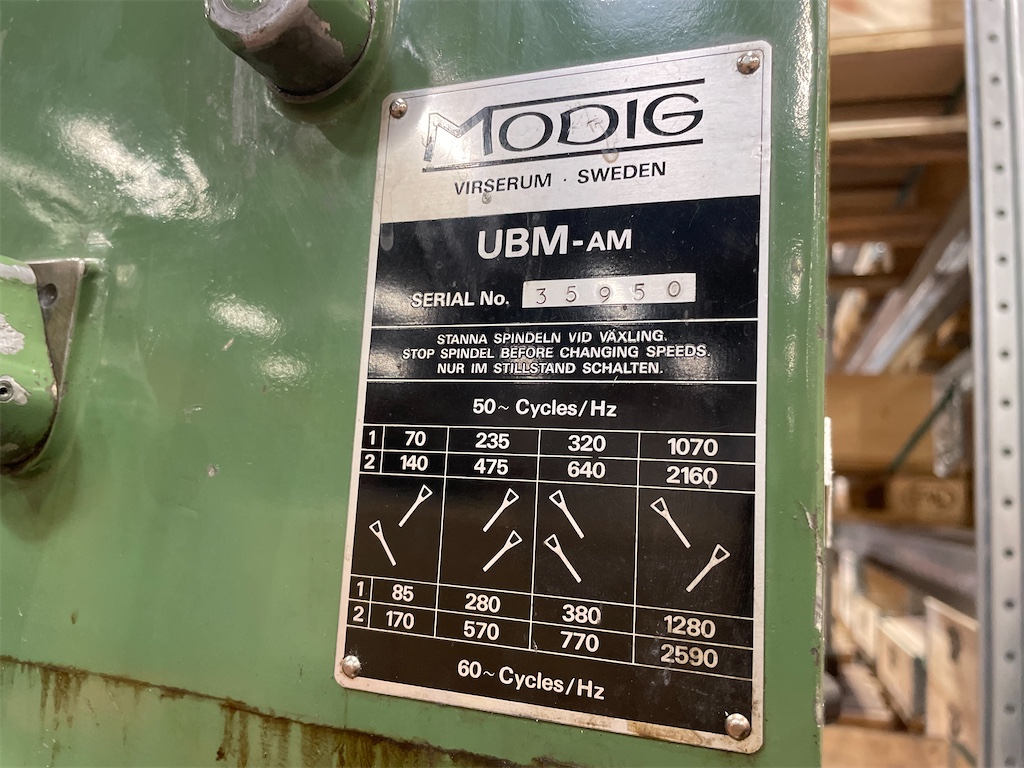 MODIG
VIRSERUM · SWEDEN
UBM-AM
SERIAL No. 35950
STANNA SPINDELN VID VÄXLING.
STOP SPINDEL BEFORE CHANGING SPEEDS.
NUR IM STILLSTAND SCHALTEN.
50~ Cycles/Hz
1 70 235 320 1070
2 140 475 640 2160
1 85 280 380 1280
2 170 570 770 2590
60~ Cycles/Hz